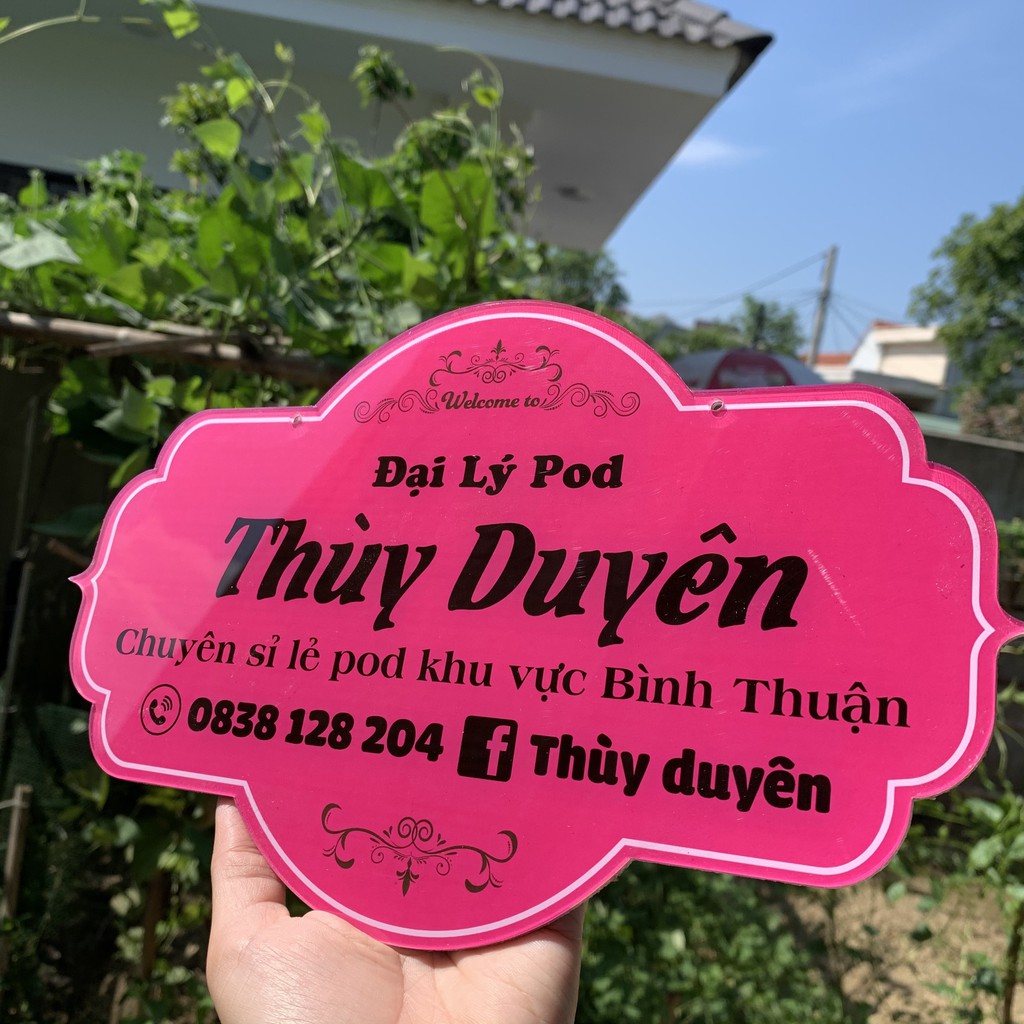 Welcome to
Đại Lý Pod
Thùy Duyên
Chuyên sỉ lẻ pod khu vực Bình Thuận
0838 128 204 f Thùy duyên